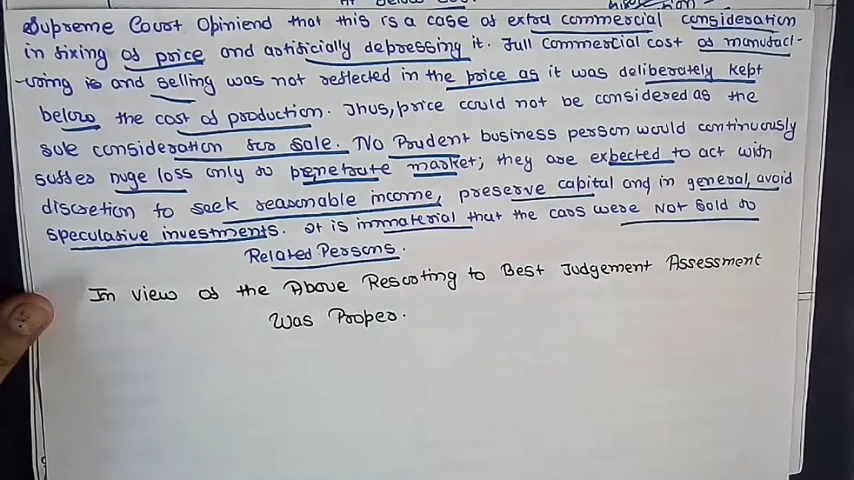 Supreme Court Opiniend that this is a case of extra commercial consideration
in fixing of price and artificially depressing it. Full commercial cost of manufact-
uring is and selling was not reflected in the price as it was deliberately kept
below the cost of production. Thus, price could not be considered as the
sole consideration for sale. No Prudent business person would continuously
suffer huge loss only to penetrate market; they are expected to act with
discretion to seek reasonable income, preserve capital and in general, avoid
speculative investments. It is immaterial that the cars were Not Sold to
Related Persons.
In view of the Above Resorting to Best Judgement Assessment
Was Proper.